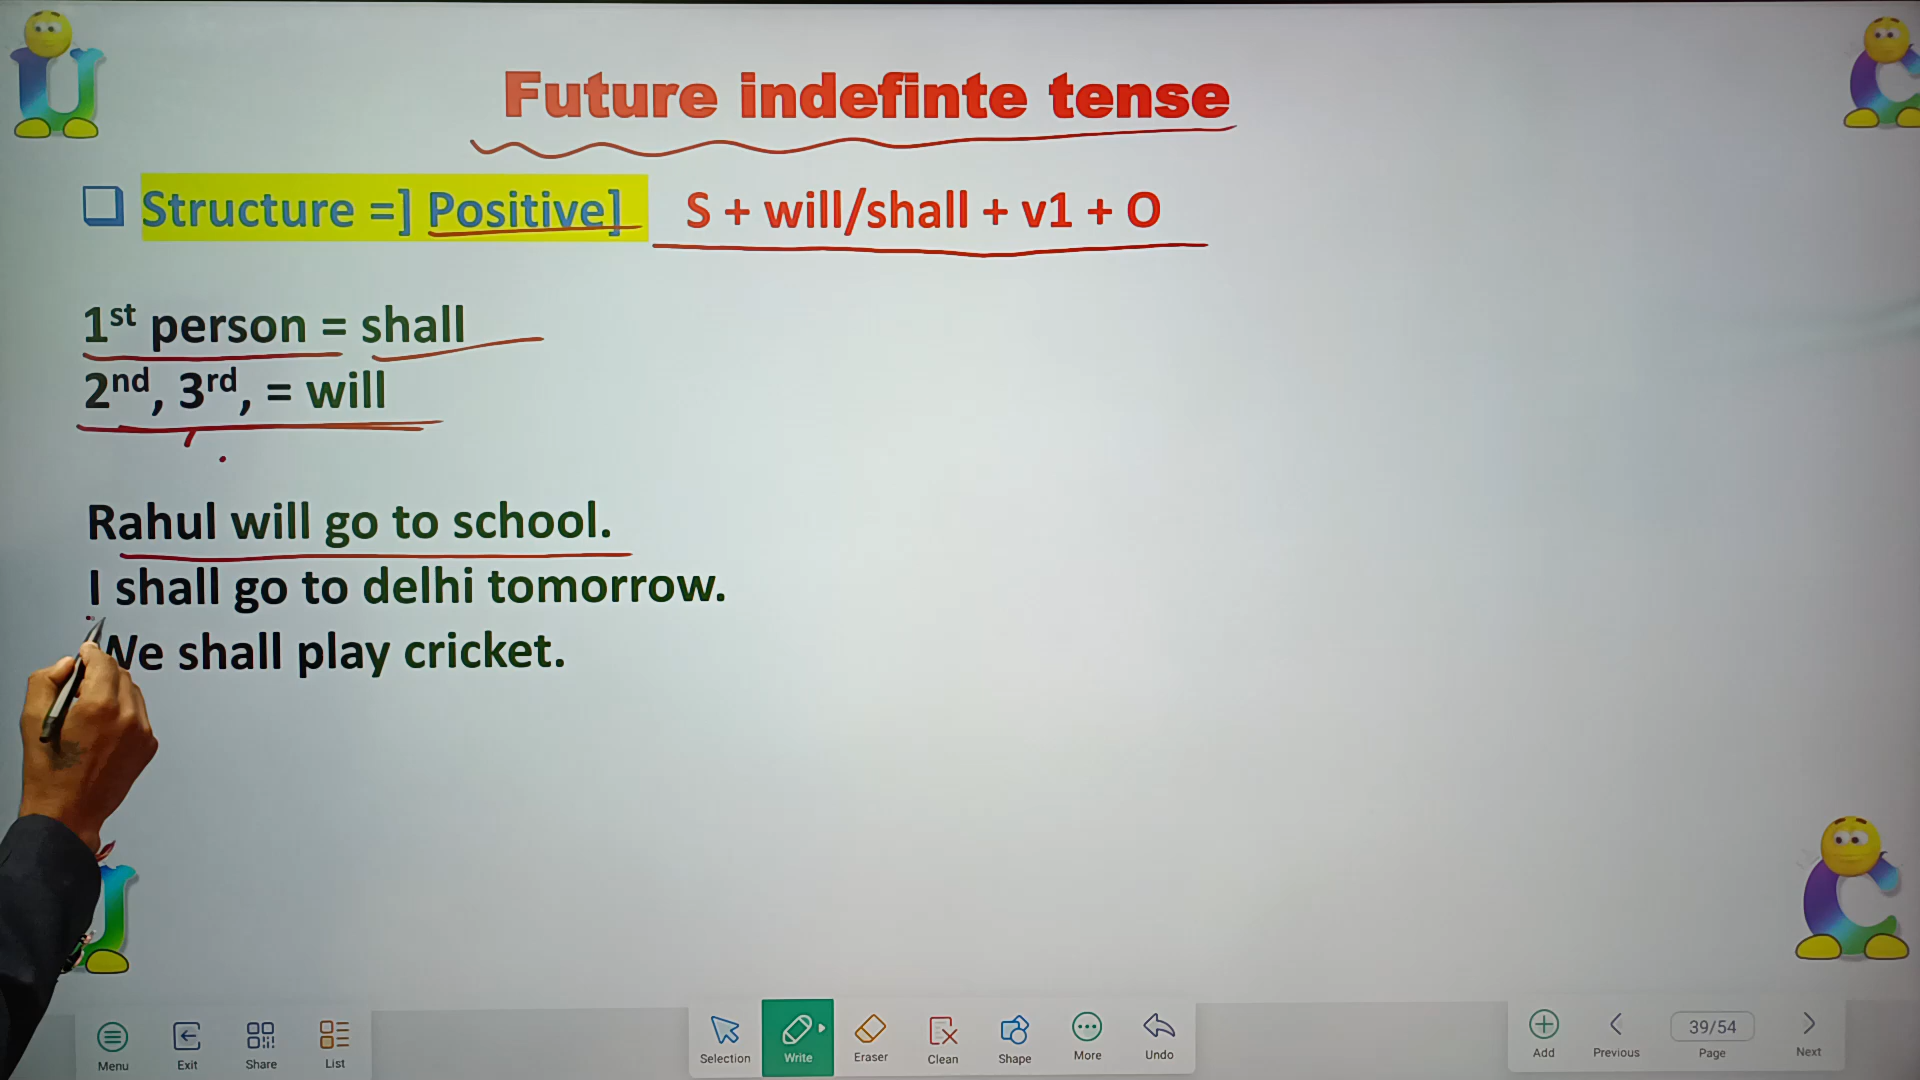 Future indefinte tense
Structure =] Positive] S + will/shall + v1 + O
1st person = shall
2nd, 3rd, = will
Rahul will go to school.
I shall go to delhi tomorrow.
We shall play cricket.
U
C
U
C
Menu
Exit
Share
List
Selection
Write
Eraser
Clean
Shape
More
Undo
Add
Previous
39/54
Page
Next